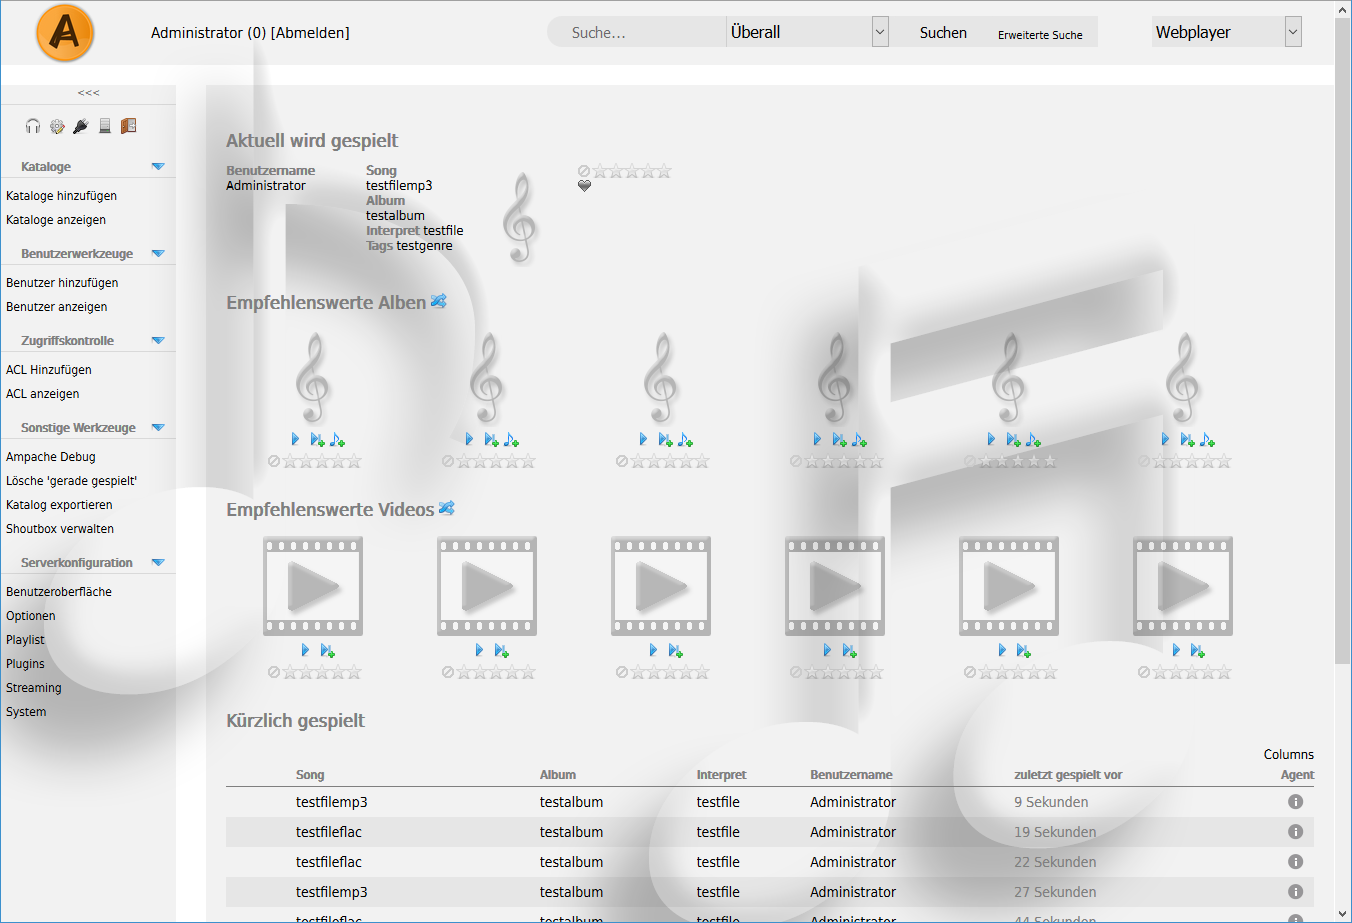 Administrator (0) [Abmelden]
Suche...
Überall
Suchen
Erweiterte Suche
Webplayer
<<<
Kataloge
Kataloge hinzufügen
Kataloge anzeigen
Benutzerwerkzeuge
Benutzer hinzufügen
Benutzer anzeigen
Zugriffskontrolle
ACL Hinzufügen
ACL anzeigen
Sonstige Werkzeuge
Ampache Debug
Lösche 'gerade gespielt'
Katalog exportieren
Shoutbox verwalten
Serverkonfiguration
Benutzeroberfläche
Optionen
Playlist
Plugins
Streaming
System
Aktuell wird gespielt
Benutzername
Administrator
Song
testfilemp3
Album
testalbum
Interpret testfile
Tags testgenre
Empfehlenswerte Alben
Empfehlenswerte Videos
Kürzlich gespielt
Columns
Song Album Interpret Benutzername zuletzt gespielt vor Agent
testfilemp3 testalbum testfile Administrator 9 Sekunden
testfileflac testalbum testfile Administrator 19 Sekunden
testfileflac testalbum testfile Administrator 22 Sekunden
testfilemp3 testalbum testfile Administrator 27 Sekunden
testfileflac testalbum testfile Administrator 44 Sekunden